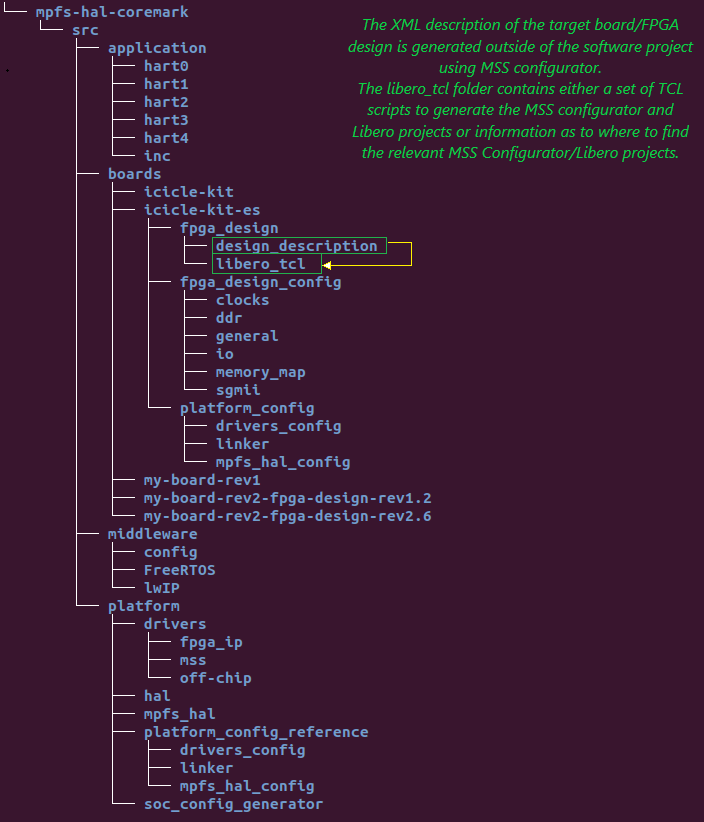 mpfs-hal-coremark
src
The XML description of the target board/FPGA
design is generated outside of the software project
using MSS configurator.
The libero_tcl folder contains either a set of TCL
scripts to generate the MSS configurator and
Libero projects or information as to where to find
the relevant MSS Configurator/Libero projects.
application
hart0
hart1
hart2
hart3
hart4
inc
boards
icicle-kit
icicle-kit-es
fpga_design
design_description
libero_tcl
fpga_design_config
clocks
ddr
general
io
memory_map
sgmii
platform_config
drivers_config
linker
mpfs_hal_config
my-board-rev1
my-board-rev2-fpga-design-rev1.2
my-board-rev2-fpga-design-rev2.6
middleware
config
FreeRTOS
lwIP
platform
drivers
fpga_ip
mss
off-chip
hal
mpfs_hal
platform_config_reference
drivers_config
linker
mpfs_hal_config
soc_config_generator